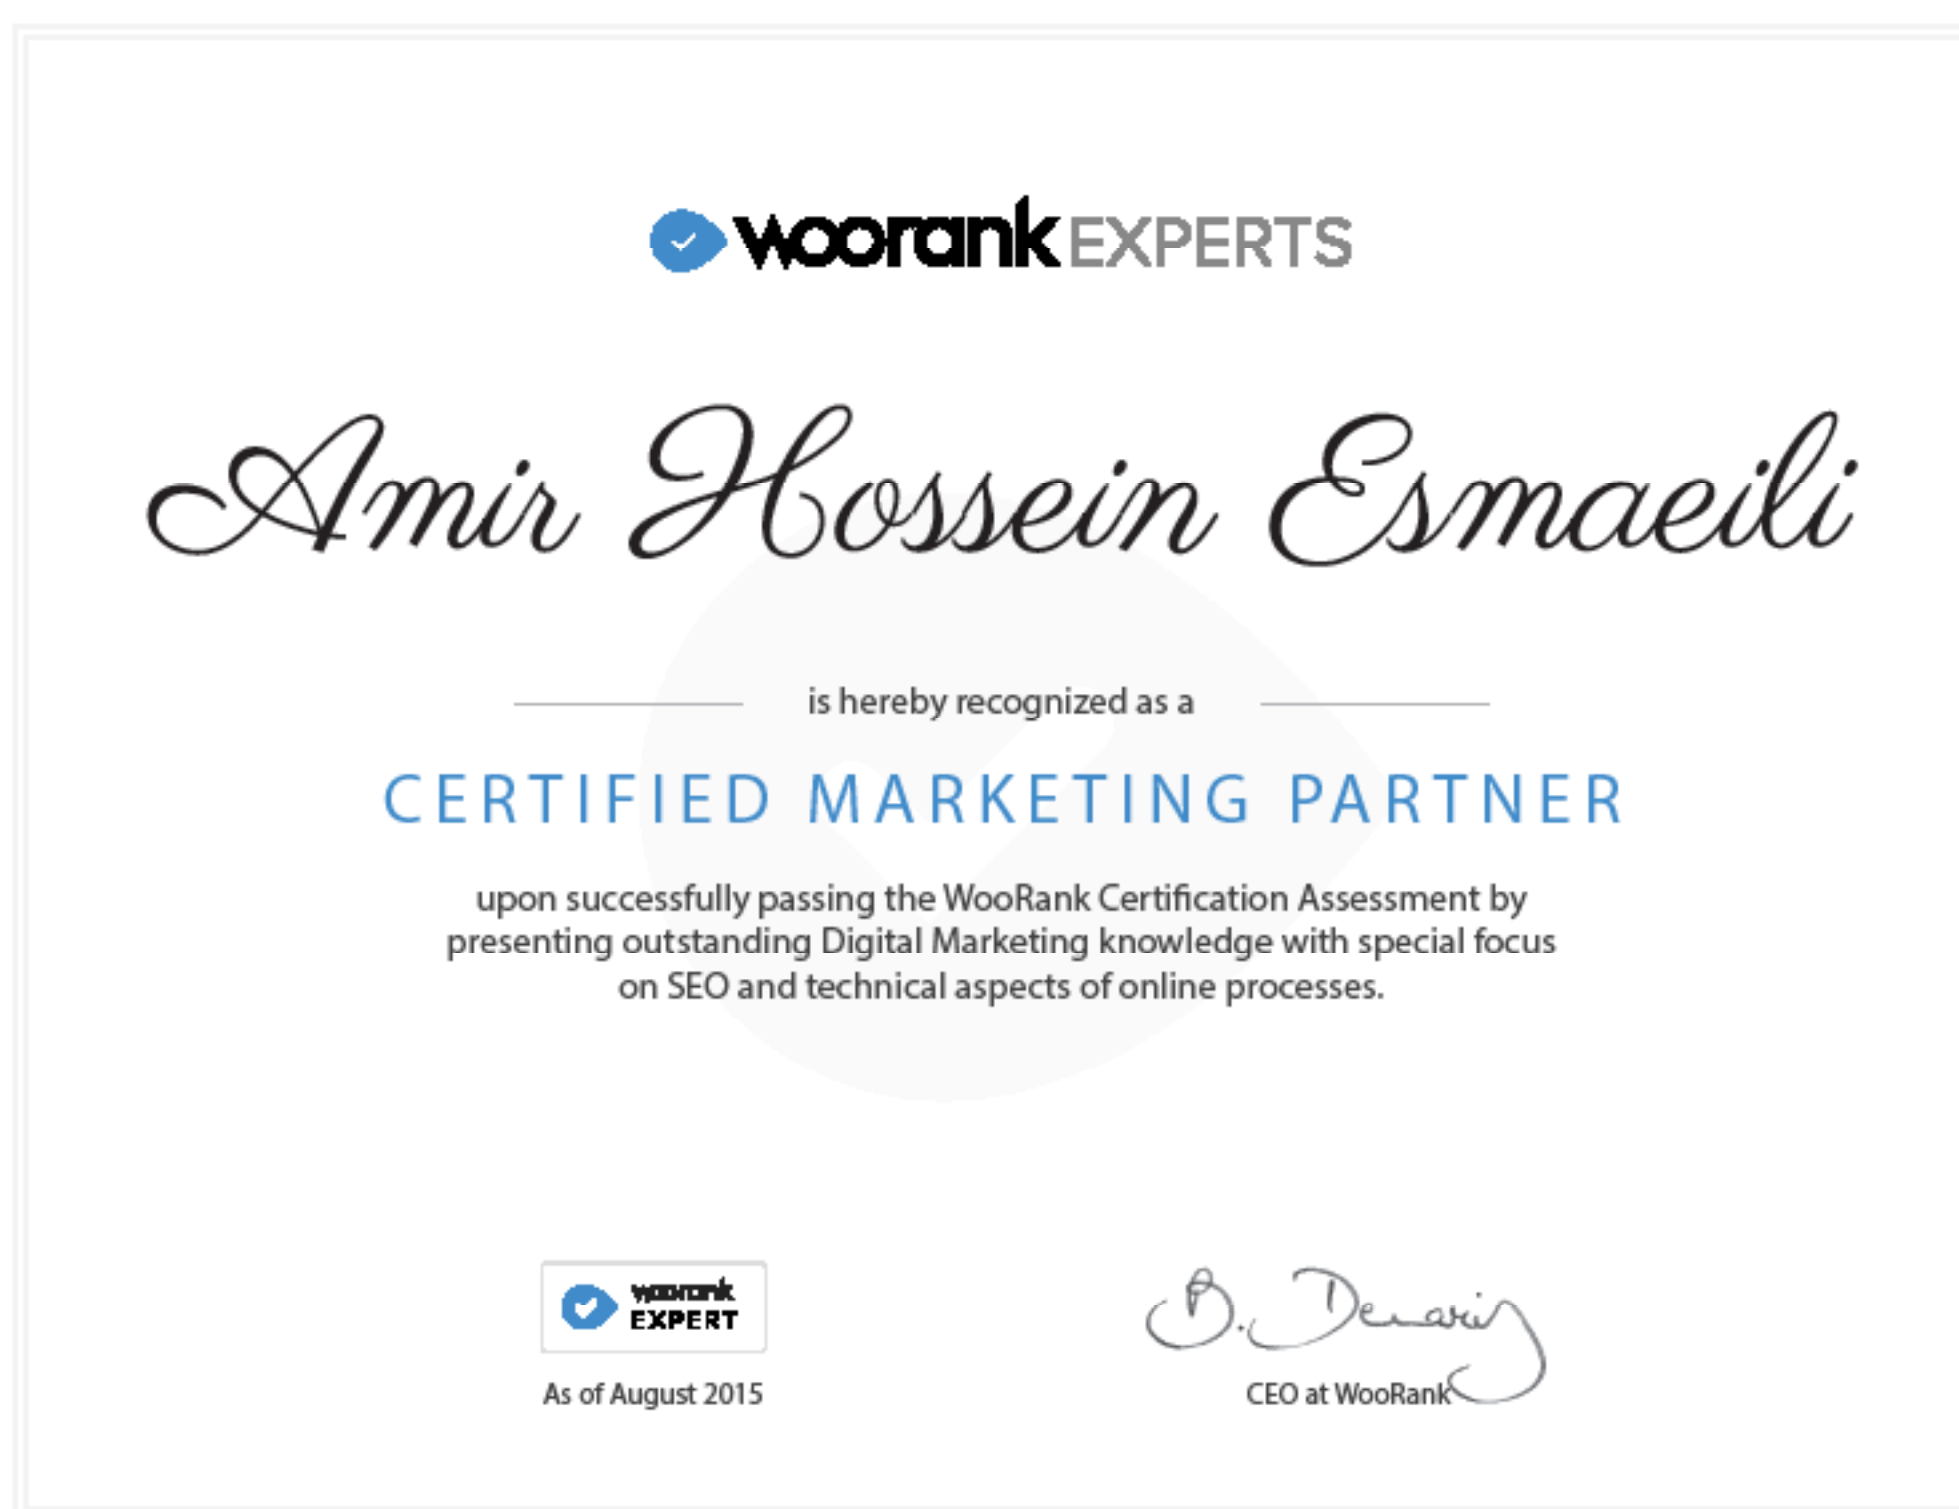 woorank EXPERTS
Amir Hossein Esmaeili
is hereby recognized as a
CERTIFIED MARKETING PARTNER
upon successfully passing the WooRank Certification Assessment by
presenting outstanding Digital Marketing knowledge with special focus
on SEO and technical aspects of online processes.
woorank
EXPERT
As of August 2015
B.
CEO at WooRank